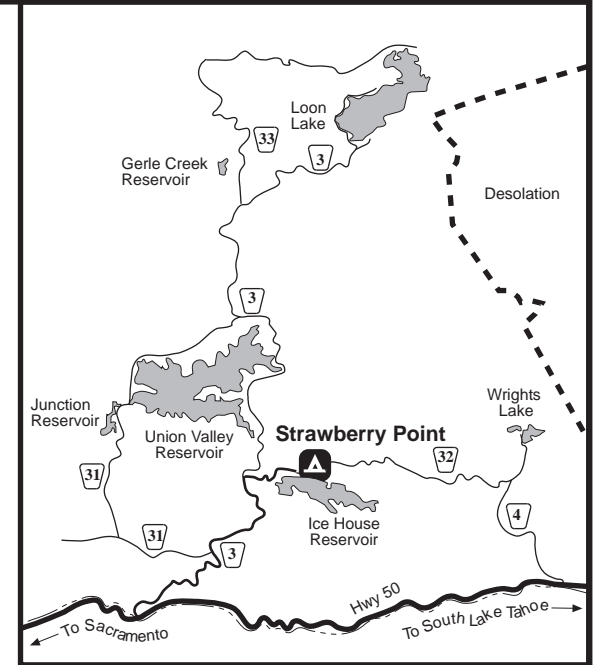 Loon
Lake
33
3
Gerle Creek
Reservoir
Desolation
3
Junction
Reservoir
Union Valley
Reservoir
Strawberry Point
Wrights
Lake
32
31
Ice House
Reservoir
4
31
3
Hwy 50
To Sacramento
To South Lake Tahoe